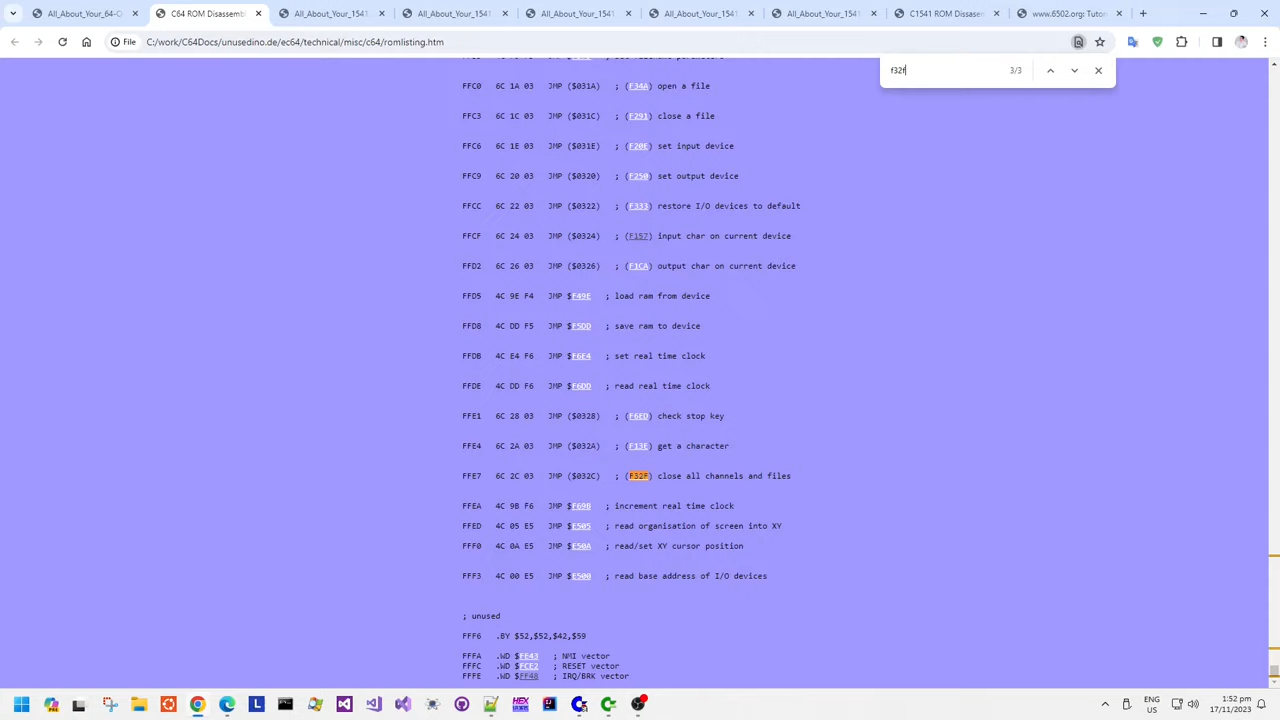 All_About_Your_64-C
C64 ROM Disassemb
All_About_Your_1541
All_About_Your_1541
All_About_Your_1541
All_About_Your_1541
All_About_Your_1541
C1541 ROM Disasse
www.6502.org: Tutor
File C:/work/C64Docs/unusedino.de/ec64/technical/misc/c64/romlisting.htm
f32f 3/3
FFC0 6C 1A 03 JMP ($031A) ; (F34A) open a file
FFC3 6C 1C 03 JMP ($031C) ; (F291) close a file
FFC6 6C 1E 03 JMP ($031E) ; (F20E) set input device
FFC9 6C 20 03 JMP ($0320) ; (F250) set output device
FFCC 6C 22 03 JMP ($0322) ; (F333) restore I/O devices to default
FFCF 6C 24 03 JMP ($0324) ; (F157) input char on current device
FFD2 6C 26 03 JMP ($0326) ; (F1CA) output char on current device
FFD5 4C 9E F4 JMP $F49E ; load ram from device
FFD8 4C DD F5 JMP $F5DD ; save ram to device
FFDB 4C E4 F6 JMP $F6E4 ; set real time clock
FFDE 4C DD F6 JMP $F6DD ; read real time clock
FFE1 6C 28 03 JMP ($0328) ; (F6ED) check stop key
FFE4 6C 2A 03 JMP ($032A) ; (F13E) get a character
FFE7 6C 2C 03 JMP ($032C) ; (F32F) close all channels and files
FFEA 4C 9B F6 JMP $F69B ; increment real time clock
FFED 4C 05 E5 JMP $E505 ; read organisation of screen into XY
FFF0 4C 0A E5 JMP $E50A ; read/set XY cursor position
FFF3 4C 00 E5 JMP $E500 ; read base address of I/O devices
; unused
FFF6 .BY $52,$52,$42,$59
FFFA .WD $FE43 ; NMI vector
FFFC .WD $FCE2 ; RESET vector
FFFE .WD $FF48 ; IRQ/BRK vector
ENG 1:52 pm
US 17/11/2023